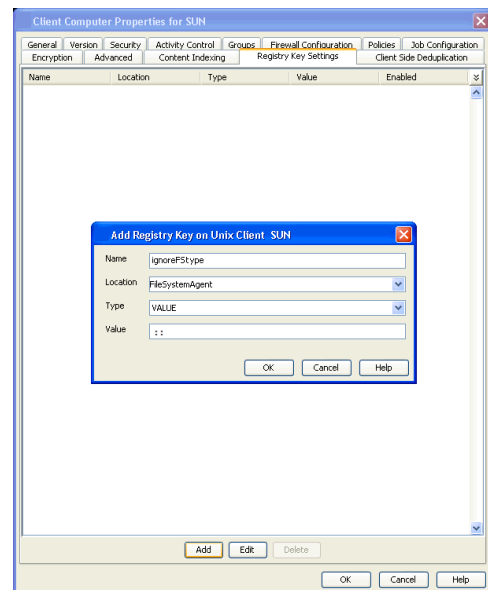 Client Computer Properties for SUN
General Version Security Activity Control Groups Firewall Configuration Policies Job Configuration
Encryption Advanced Content Indexing Registry Key Settings Client Side Deduplication
Name Location Type Value Enabled
Add Registry Key on Unix Client SUN
Name ignoreFStype
Location FileSystemAgent
Type VALUE
Value ::
OK Cancel Help
Add Edit Delete
OK Cancel Help